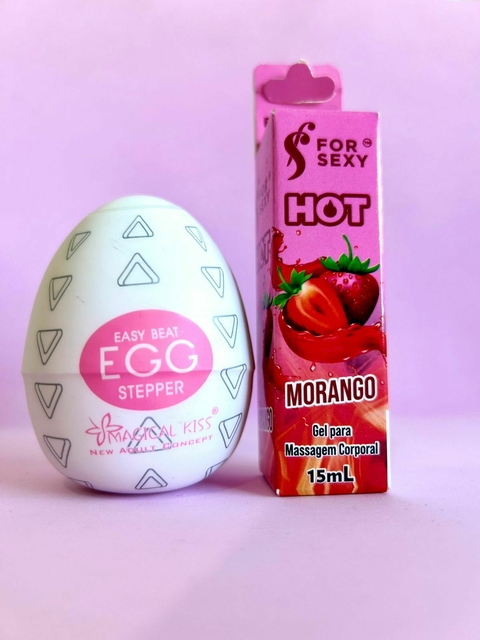 EASY BEAT
EGG
STEPPER
MAGICAL KISS®
NEW ADULT CONCEPT
FOR
SEXY
HOT
MORANGO
Gel para
Massagem Corporal
15mL